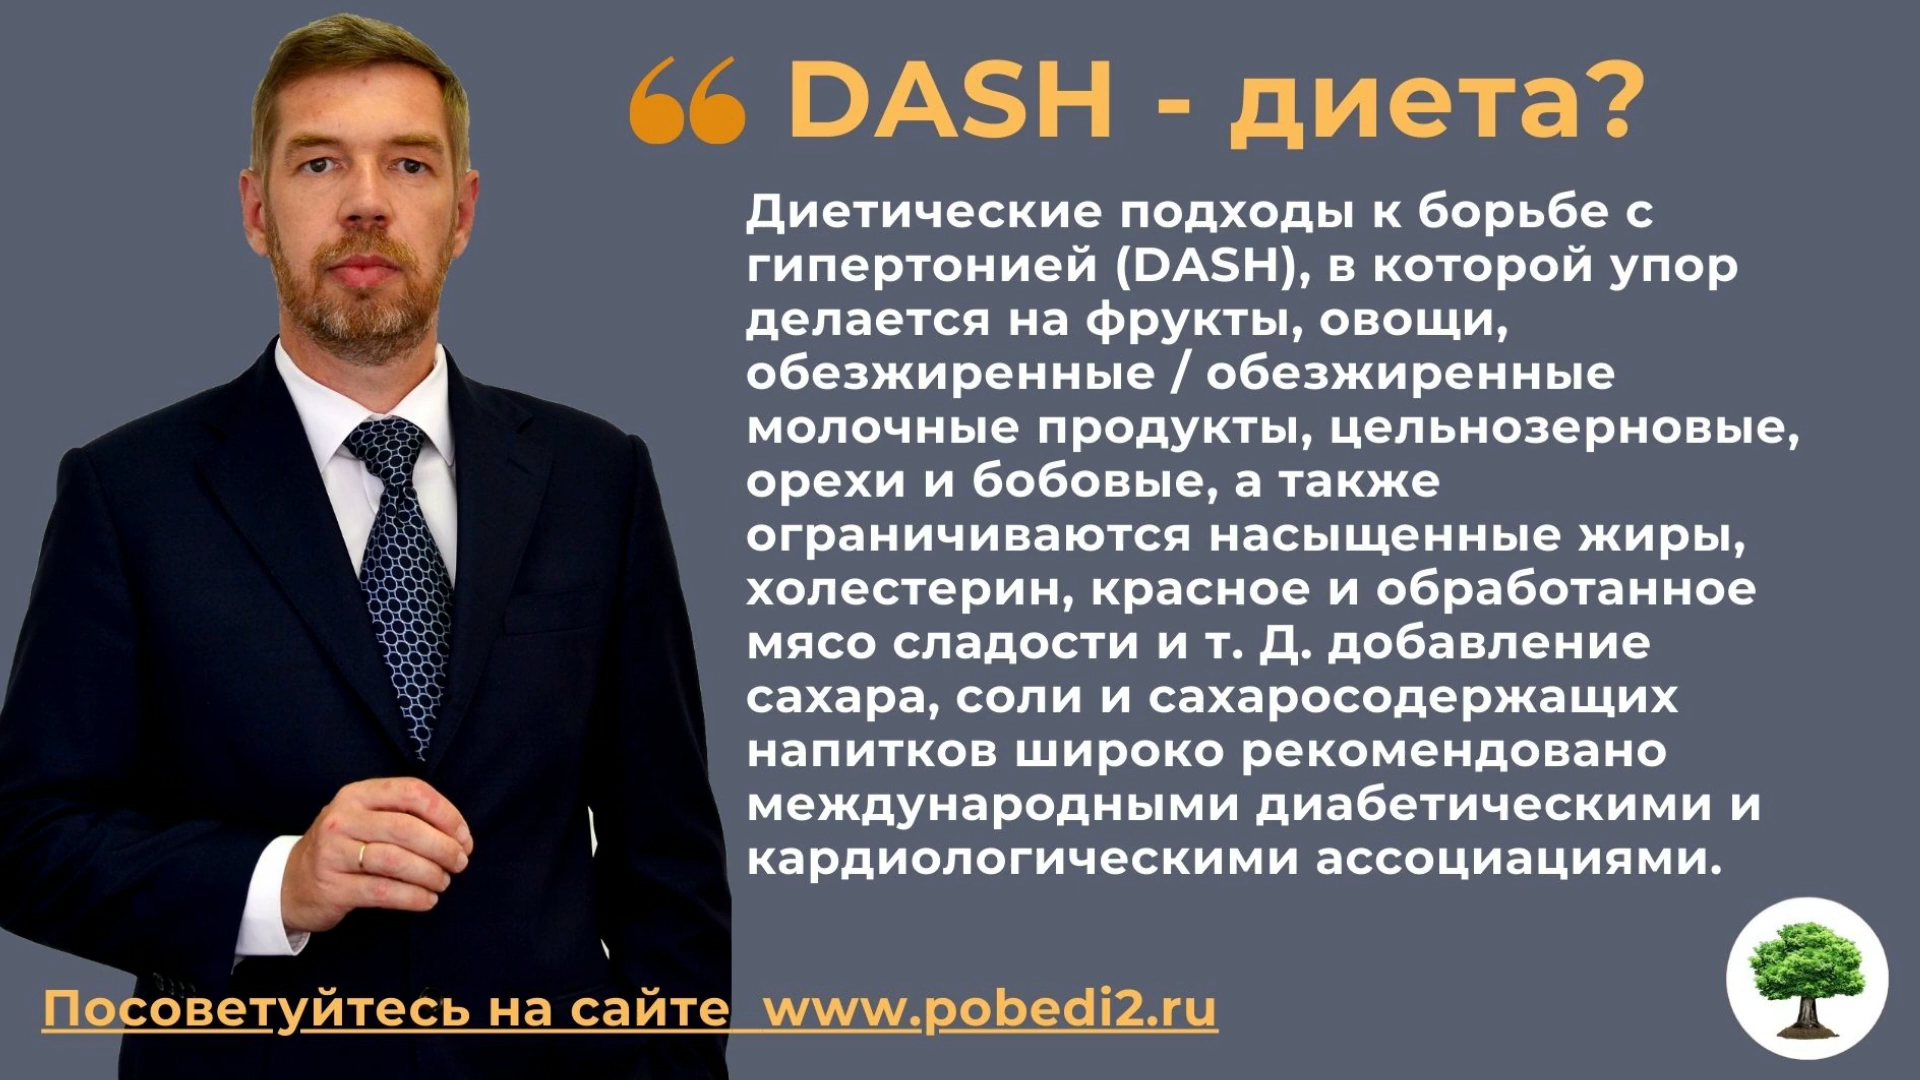 DASH - диета?
Диетические подходы к борьбе с
гипертонией (DASH), в которой упор
делается на фрукты, овощи,
обезжиренные / обезжиренные
молочные продукты, цельнозерновые,
орехи и бобовые, а также
ограничиваются насыщенные жиры,
холестерин, красное и обработанное
мясо сладости и т. Д. добавление
сахара, соли и сахаросодержащих
напитков широко рекомендовано
международными диабетическими и
кардиологическими ассоциациями.
Посоветуйтесь на сайте www.pobedi2.ru